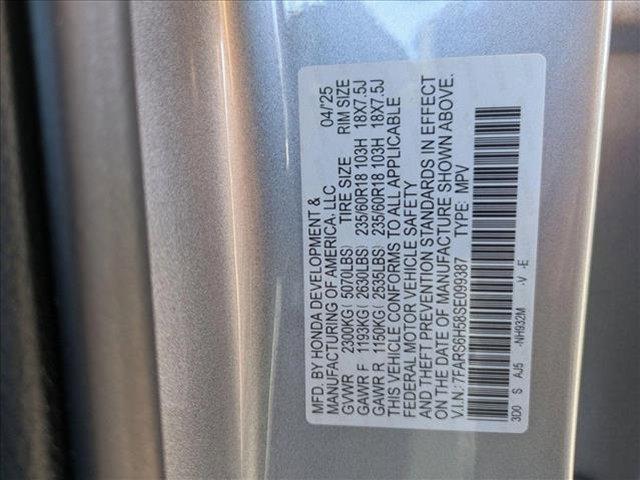 MFD. BY HONDA DEVELOPMENT &
MANUFACTURING OF AMERICA, LLC 04/25
GVWR 2300KG( 5070LBS) TIRE SIZE RIM SIZE
GAWR F 1193KG ( 2630LBS) 235/60R18 103H 18X7.5J
GAWR R 1150KG ( 2535LBS) 235/60R18 103H 18X7.5J
THIS VEHICLE CONFORMS TO ALL APPLICABLE
FEDERAL MOTOR VEHICLE SAFETY
AND THEFT PREVENTION STANDARDS IN EFFECT
ON THE DATE OF MANUFACTURE SHOWN ABOVE.
V.I.N.:7FARS6H58SE099387 TYPE: MPV
3D0 S AJ5 -NH932M -V -E